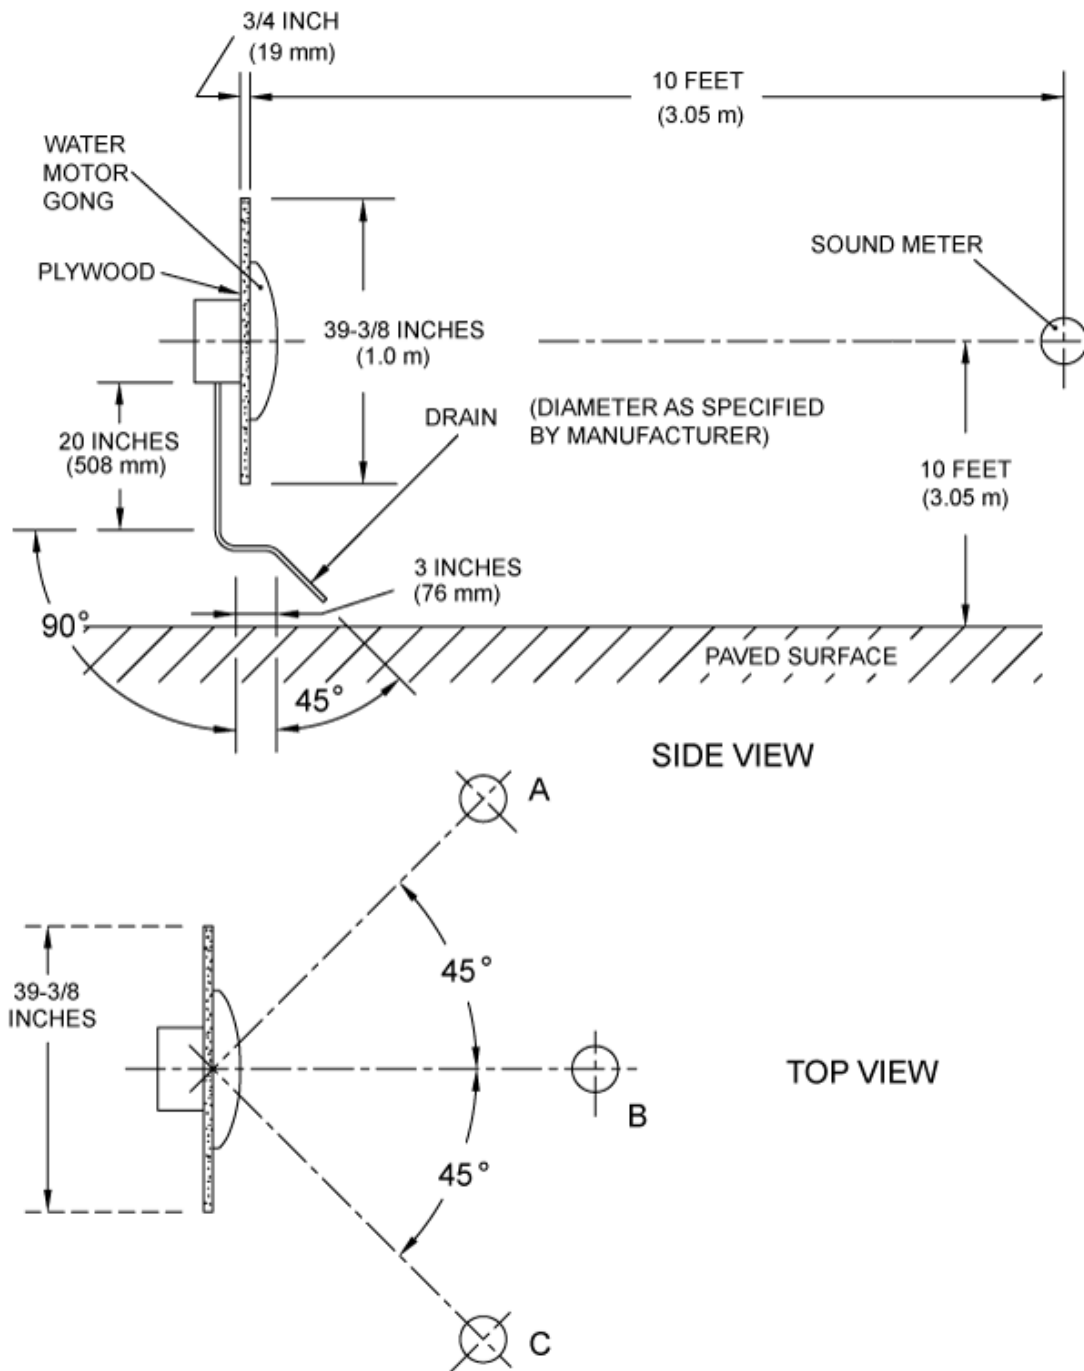 3/4 INCH
(19 mm)
10 FEET
(3.05 m)
WATER
MOTOR
GONG
SOUND METER
PLYWOOD
39-3/8 INCHES
(1.0 m)
DRAIN
(DIAMETER AS SPECIFIED
BY MANUFACTURER)
20 INCHES
(508 mm)
10 FEET
(3.05 m)
3 INCHES
(76 mm)
90°
PAVED SURFACE
45°
SIDE VIEW
A
45°
39-3/8
INCHES
TOP VIEW
B
45°
C